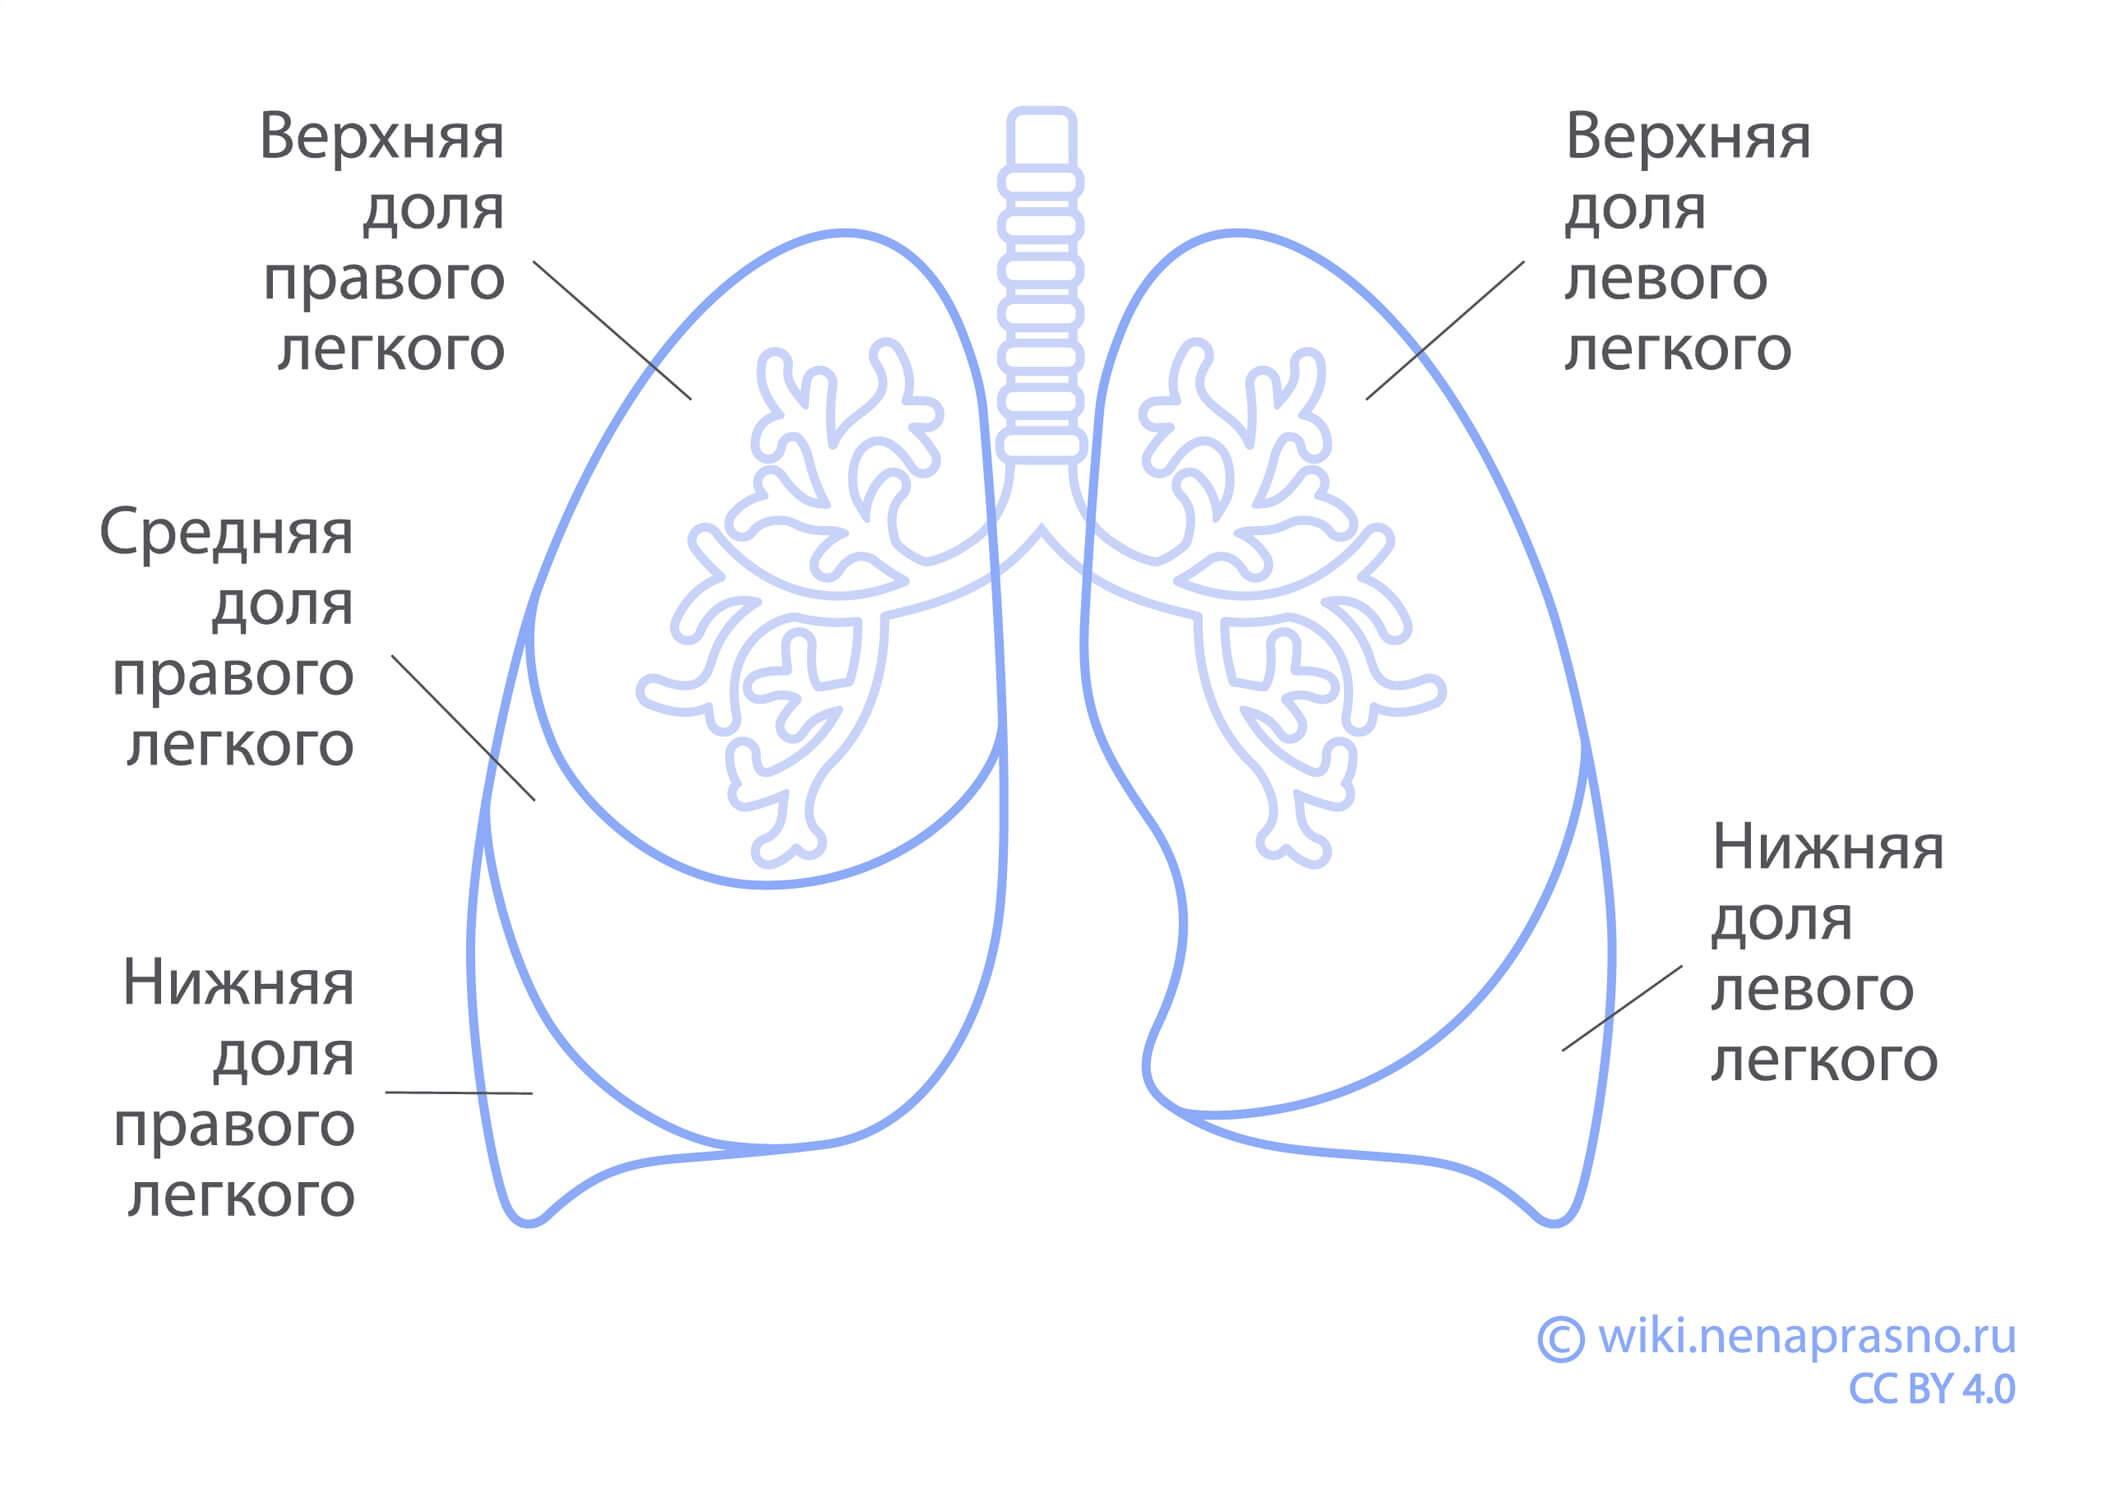 Верхняя
доля
правого
легкого
Верхняя
доля
левого
легкого
Средняя
доля
правого
легкого
Нижняя
доля
левого
легкого
Нижняя
доля
правого
легкого
© wiki.nenaprasno.ru
CC BY 4.0